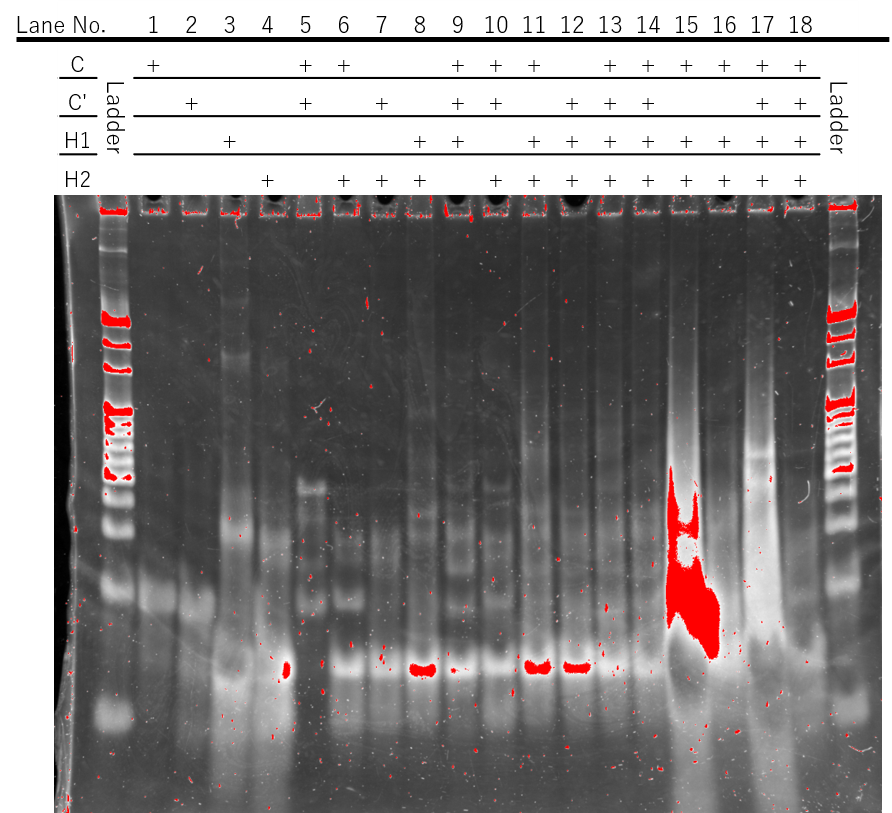 Lane No. 1 2 3 4 5 6 7 8 9 10 11 12 13 14 15 16 17 18
C + + + + + + + + + + + +
C' + + + + + + + + + +
H1 + + + + + + + + + + +
H2 + + + + + + + + + + + + +
Ladder
Ladder